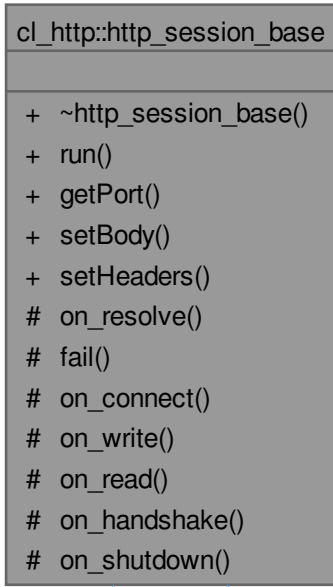 cl_http::http_session_base
+ ~http_session_base()
+ run()
+ getPort()
+ setBody()
+ setHeaders()
# on_resolve()
# fail()
# on_connect()
# on_write()
# on_read()
# on_handshake()
# on_shutdown()